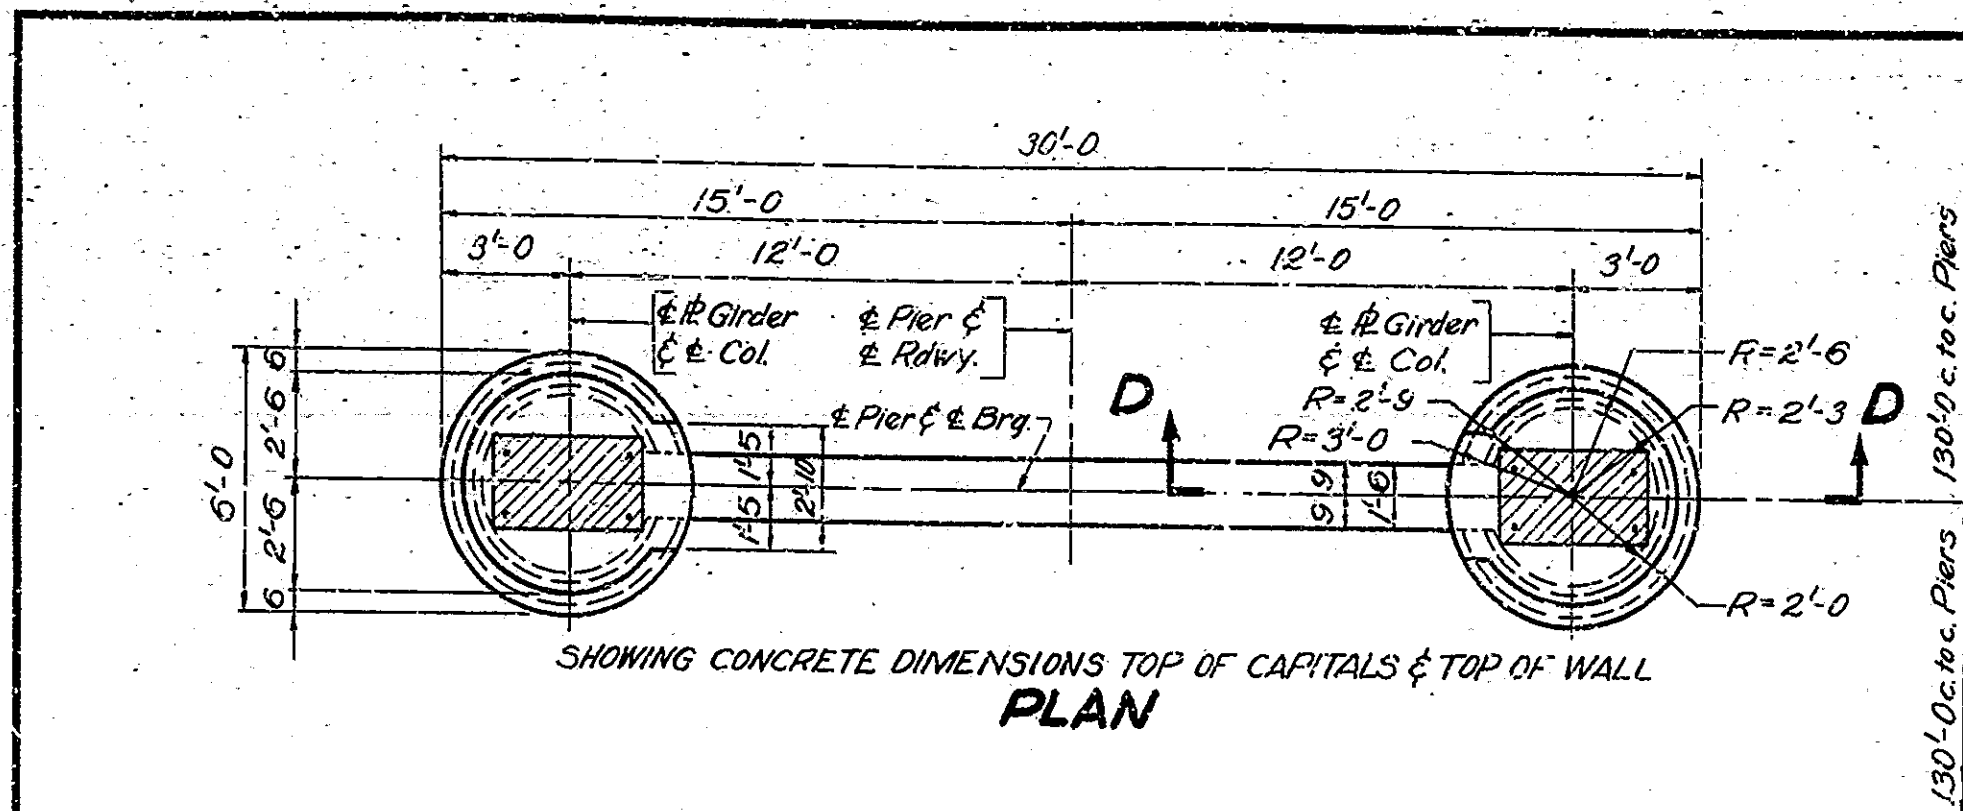 30'-0
15'-0 15'-0
3'-0 12'-0 12'-0 3'-0
℄ ℙ Girder
& ℄ Col.
℄ Pier &
℄ Rdwy.
℄ ℙ Girder
& ℄ Col.
R=2'-6
R=2'-9
R=2'-3
R=3'-0
R=2'-0
℄ Pier & ℄ Brg.
D D
6'-0
6
2'-6
2'-6
6
1'-5
1'-5
2'-10
9
9
1'-6
SHOWING CONCRETE DIMENSIONS TOP OF CAPITALS & TOP OF WALL
PLAN
130'-0 c. to c. Piers
130'-0 c. to c. Piers